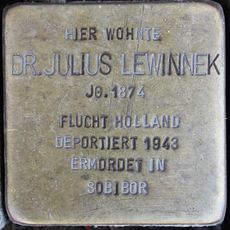 HIER WOHNTE
DR. JULIUS LEWINNEK
JG. 1874
FLUCHT HOLLAND
DEPORTIERT 1943
ERMORDET IN
SOBIBOR